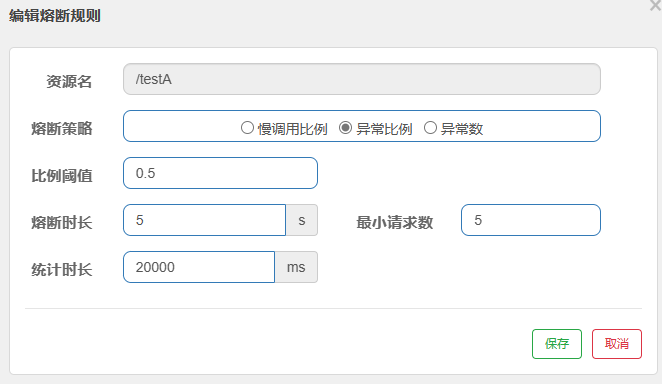 编辑熔断规则
×
资源名 /testA
熔断策略 慢调用比例 异常比例 异常数
比例阈值 0.5
熔断时长 5 s 最小请求数 5
统计时长 20000 ms
保存 取消